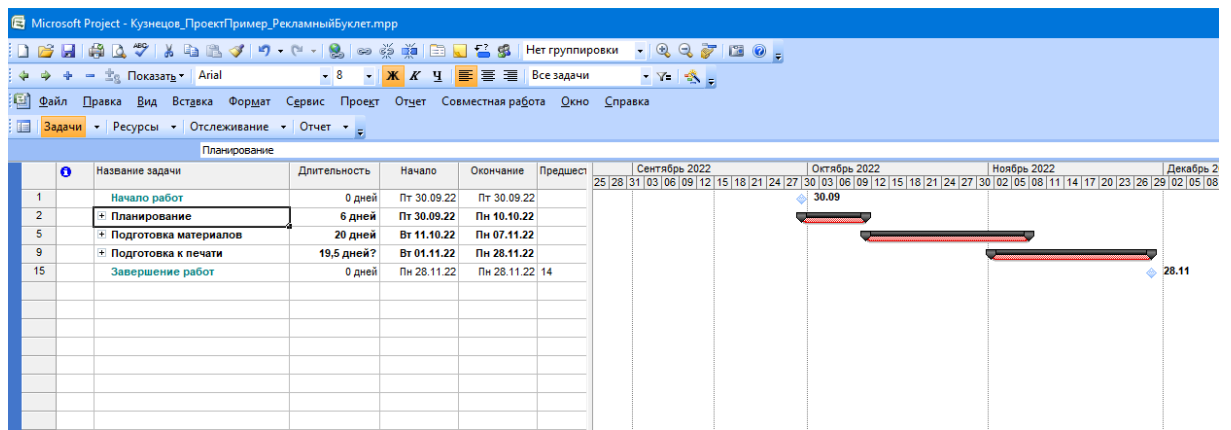 Microsoft Project - Кузнецов_ПроектПример_РекламныйБуклет.mpp
Нет группировки
Показать Arial 8 Ж К Ч Все задачи
Файл Правка Вид Вставка Формат Сервис Проект Отчет Совместная работа Окно Справка
Задачи Ресурсы Отслеживание Отчет
Планирование
Название задачи Длительность Начало Окончание Предшест Сентябрь 2022 Октябрь 2022 Ноябрь 2022 Декабрь 2
25 28 31 03 06 09 12 15 18 21 24 27 30 03 06 09 12 15 18 21 24 27 30 02 05 08 11 14 17 20 23 26 29 02 05 08
1 Начало работ 0 дней Пт 30.09.22 Пт 30.09.22 30.09
2 Планирование 6 дней Пт 30.09.22 Пн 10.10.22
5 Подготовка материалов 20 дней Вт 11.10.22 Пн 07.11.22
9 Подготовка к печати 19,5 дней? Вт 01.11.22 Пн 28.11.22
15 Завершение работ 0 дней Пн 28.11.22 Пн 28.11.22 14 28.11